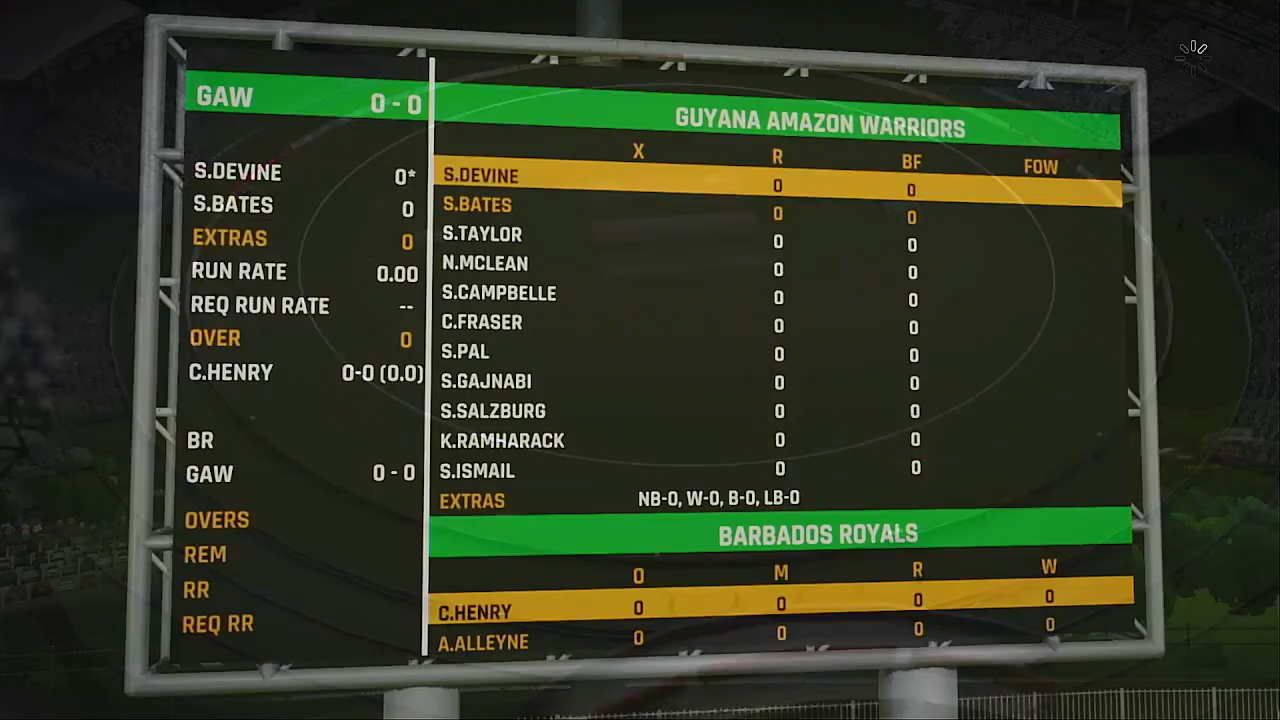 GAW 0 - 0
S.DEVINE 0*
S.BATES 0
EXTRAS 0
RUN RATE 0.00
REQ RUN RATE --
OVER 0
C.HENRY 0-0 (0.0)
BR
GAW 0 - 0
OVERS
REM
RR
REQ RR
GUYANA AMAZON WARRIORS
X R BF FOW
S.DEVINE 0 0
S.BATES 0 0
S.TAYLOR 0 0
N.MCLEAN 0 0
S.CAMPBELLE 0 0
C.FRASER 0 0
S.PAL 0 0
S.GAJNABI 0 0
S.SALZBURG 0 0
K.RAMHARACK 0 0
S.ISMAIL 0 0
EXTRAS NB-0, W-0, B-0, LB-0
BARBADOS ROYALS
O M R W
C.HENRY 0 0 0 0
A.ALLEYNE 0 0 0 0